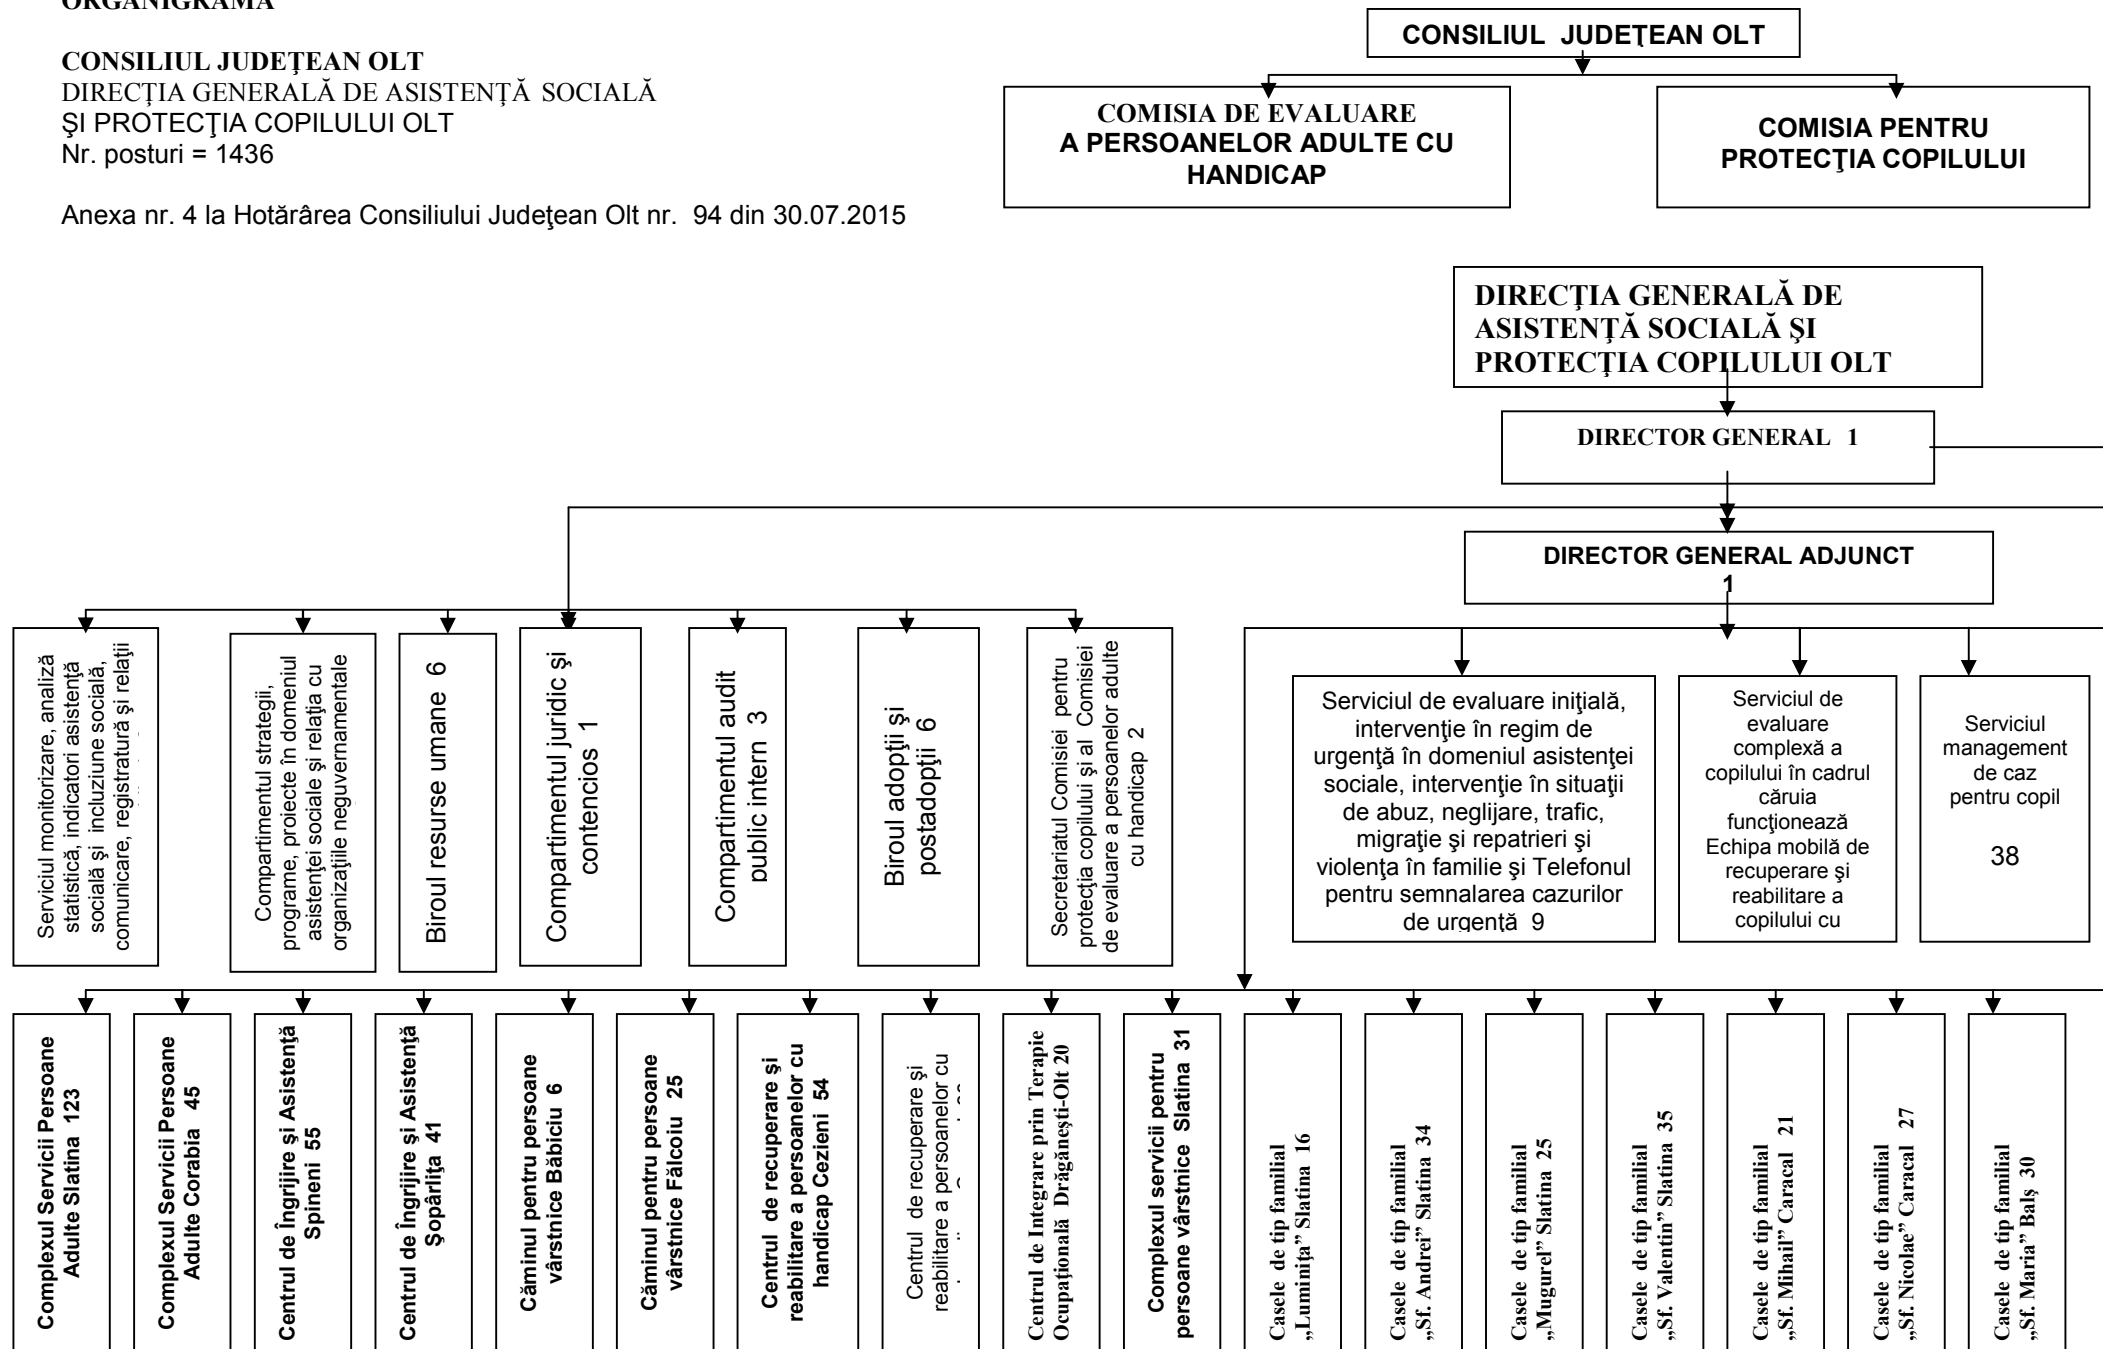 ORGANIGRAMA
CONSILIUL JUDEŢEAN OLT
DIRECŢIA GENERALĂ DE ASISTENŢĂ SOCIALĂ
ŞI PROTECŢIA COPILULUI OLT
Nr. posturi = 1436
Anexa nr. 4 la Hotărârea Consiliului Judeţean Olt nr. 94 din 30.07.2015
CONSILIUL JUDEŢEAN OLT
COMISIA DE EVALUARE
A PERSOANELOR ADULTE CU
HANDICAP
COMISIA PENTRU
PROTECŢIA COPILULUI
DIRECŢIA GENERALĂ DE
ASISTENŢĂ SOCIALĂ ŞI
PROTECŢIA COPILULUI OLT
DIRECTOR GENERAL 1
DIRECTOR GENERAL ADJUNCT
1
Serviciul monitorizare, analiză
statistică, indicatori asistenţă
socială şi incluziune socială,
comunicare, registratură şi relaţii
Compartimentul strategii,
programe, proiecte în domeniul
asistenţei sociale şi relaţia cu
organizaţiile neguvernamentale
Biroul resurse umane 6
Compartimentul juridic şi
contencios 1
Compartimentul audit
public intern 3
Biroul adopţii şi
postadopţii 6
Secretariatul Comisiei pentru
protecţia copilului şi al Comisiei
de evaluare a persoanelor adulte
cu handicap 2
Serviciul de evaluare iniţială,
intervenţie în regim de
urgenţă în domeniul asistenţei
sociale, intervenţie în situaţii
de abuz, neglijare, trafic,
migraţie şi repatrieri şi
violenţa în familie şi Telefonul
pentru semnalarea cazurilor
de urgenţă 9
Serviciul de
evaluare
complexă a
copilului în cadrul
căruia
funcţionează
Echipa mobilă de
recuperare şi
reabilitare a
copilului cu
Serviciul
management
de caz
pentru copil
38
Complexul Servicii Persoane
Adulte Slatina 123
Complexul Servicii Persoane
Adulte Corabia 45
Centrul de Îngrijire şi Asistenţă
Spineni 55
Centrul de Îngrijire şi Asistenţă
Şopârliţa 41
Căminul pentru persoane
vârstnice Băbiciu 6
Căminul pentru persoane
vârstnice Fălcoiu 25
Centrul de recuperare şi
reabilitare a persoanelor cu
handicap Cezieni 54
Centrul de recuperare şi
reabilitare a persoanelor cu
Centrul de Integrare prin Terapie
Ocupaţională Drăgăneşti-Olt 20
Complexul servicii pentru
persoane vârstnice Slatina 31
Casele de tip familial
„Luminiţa” Slatina 16
Casele de tip familial
„Sf. Andrei” Slatina 34
Casele de tip familial
„Mugurel” Slatina 25
Casele de tip familial
„Sf. Valentin” Slatina 35
Casele de tip familial
„Sf. Mihail” Caracal 21
Casele de tip familial
„Sf. Nicolae” Caracal 27
Casele de tip familial
„Sf. Maria” Balş 30